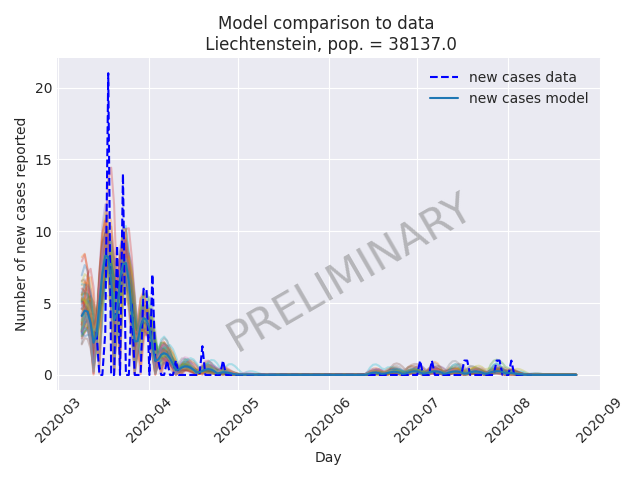 Model comparison to data
Liechtenstein, pop. = 38137.0
new cases data
new cases model
Number of new cases reported
20
15
10
5
0
PRELIMINARY
2020-03
2020-04
2020-05
2020-06
2020-07
2020-08
2020-09
Day